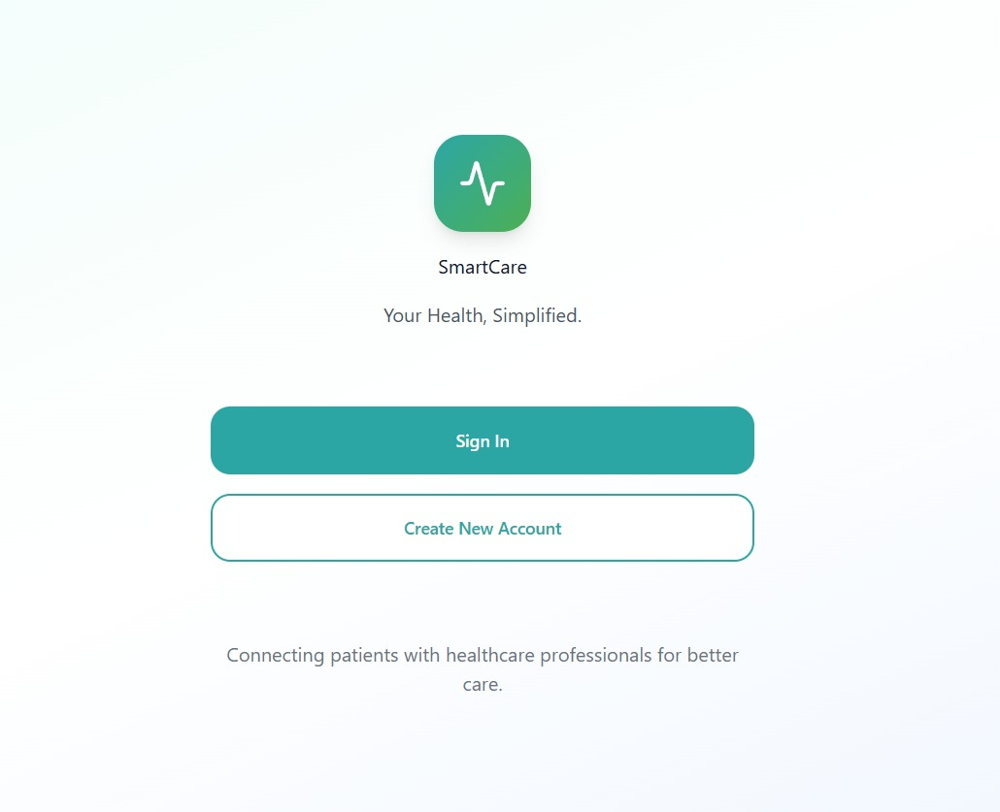 SmartCare
Your Health, Simplified.
Sign In
Create New Account
Connecting patients with healthcare professionals for better
care.